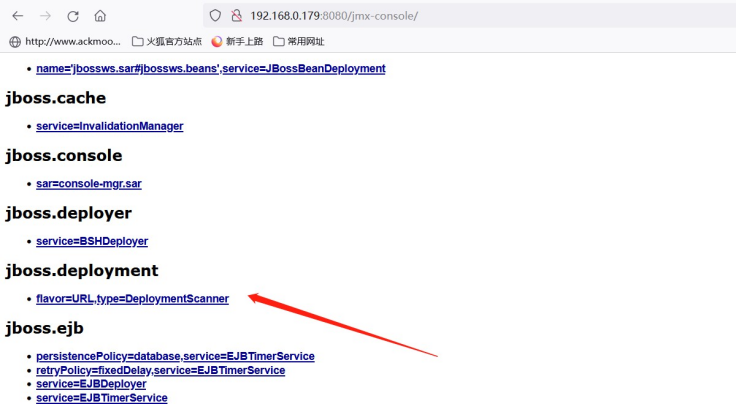 192.168.0.179:8080/jmx-console/
http://www.ackmoo... 火狐官方站点 新手上路 常用网址
name='jbossws.sar#jbossws.beans',service=JBossBeanDeployment
jboss.cache
service=InvalidationManager
jboss.console
sar=console-mgr.sar
jboss.deployer
service=BSHDeployer
jboss.deployment
flavor=URL,type=DeploymentScanner
jboss.ejb
persistencePolicy=database,service=EJBTimerService
retryPolicy=fixedDelay,service=EJBTimerService
service=EJBDeployer
service=EJBTimerService